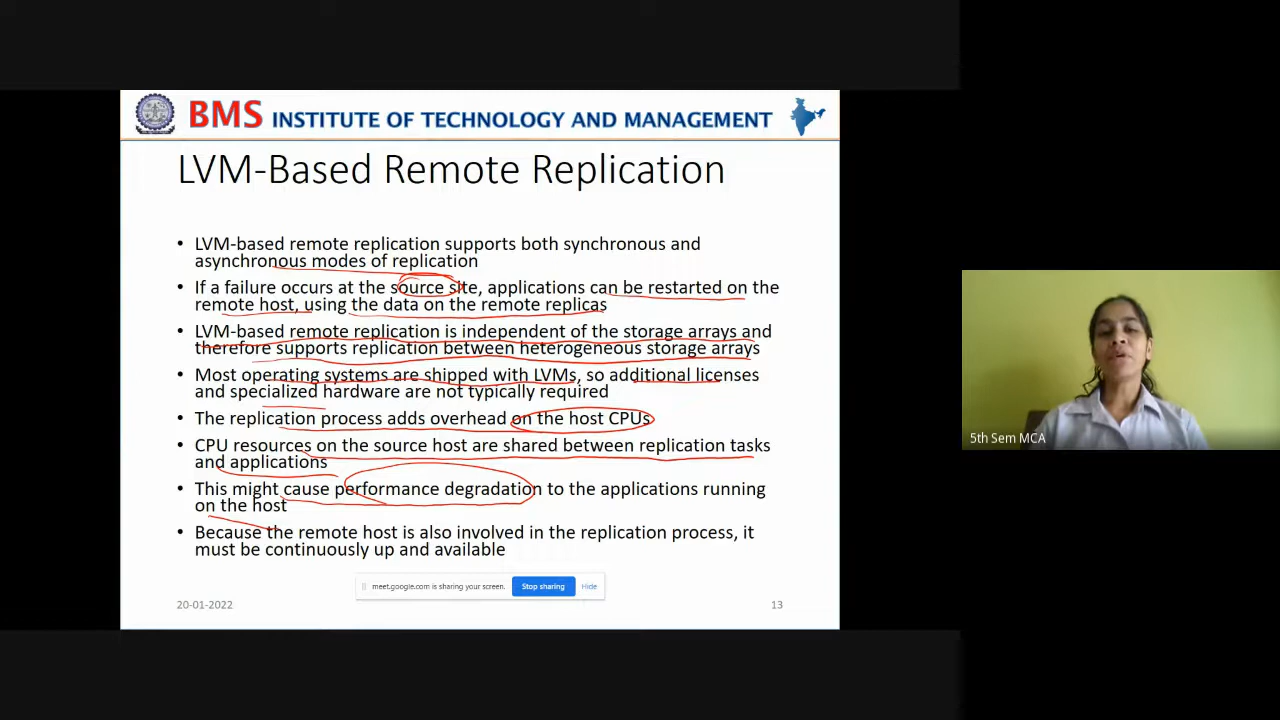 BMS INSTITUTE OF TECHNOLOGY AND MANAGEMENT
LVM-Based Remote Replication
• LVM-based remote replication supports both synchronous and
asynchronous modes of replication
• If a failure occurs at the source site, applications can be restarted on the
remote host, using the data on the remote replicas
• LVM-based remote replication is independent of the storage arrays and
therefore supports replication between heterogeneous storage arrays
• Most operating systems are shipped with LVMs, so additional licenses
and specialized hardware are not typically required
• The replication process adds overhead on the host CPUs
• CPU resources on the source host are shared between replication tasks
and applications
• This might cause performance degradation to the applications running
on the host
• Because the remote host is also involved in the replication process, it
must be continuously up and available
meet.google.com is sharing your screen. Stop sharing Hide
20-01-2022 13
5th Sem MCA